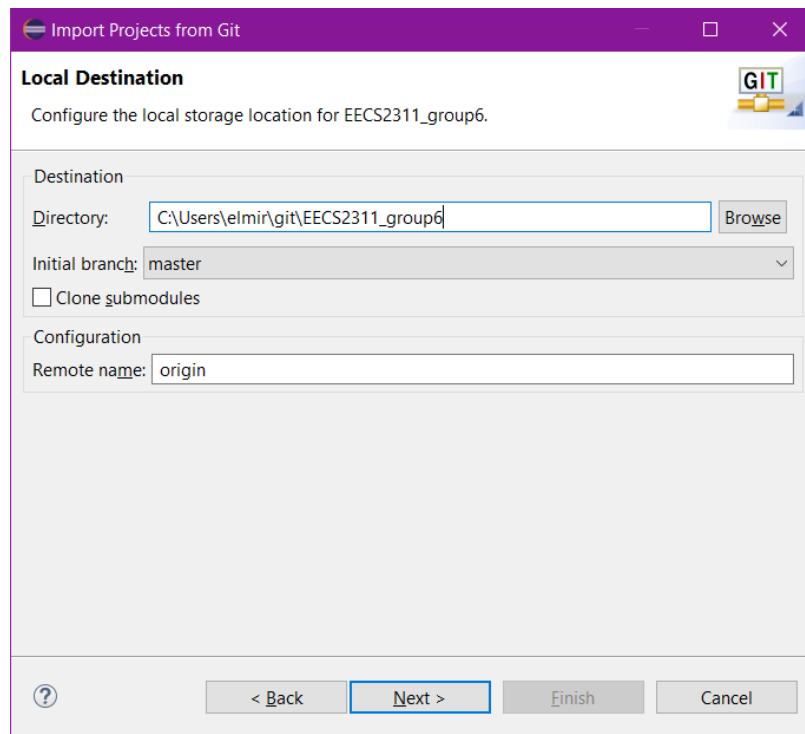 Import Projects from Git
Local Destination
GIT
Configure the local storage location for EECS2311_group6.
Destination
Directory: C:\Users\elmir\git\EECS2311_group6 Browse
Initial branch: master
Clone submodules
Configuration
Remote name: origin
? < Back Next > Finish Cancel